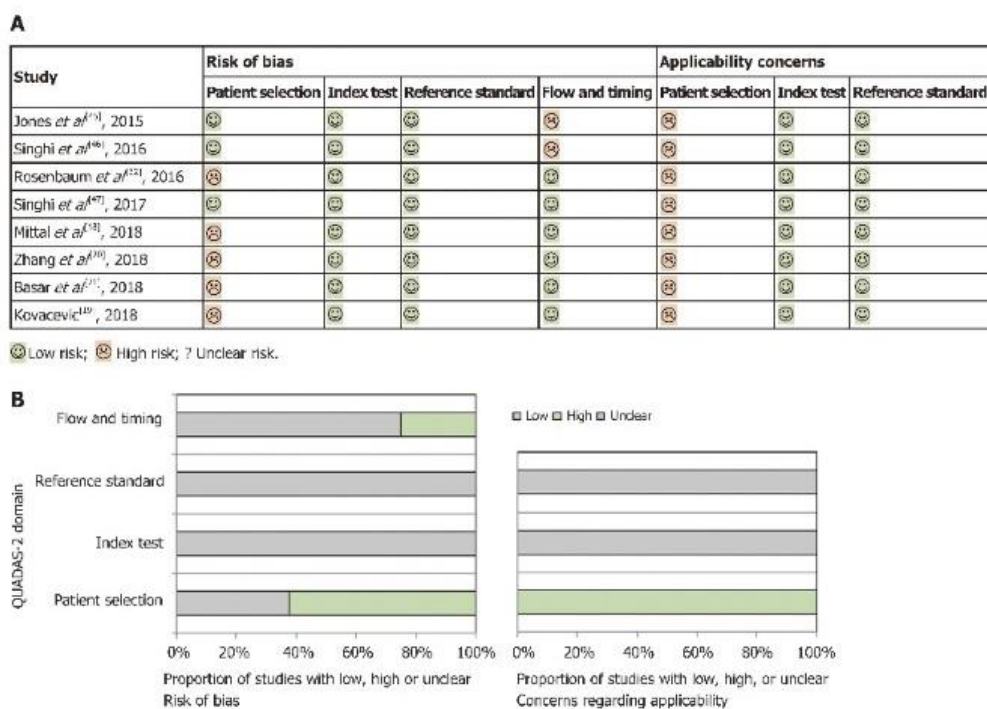 A
Study Risk of bias Applicability concerns
Patient selection Index test Reference standard Flow and timing Patient selection Index test Reference standard
Jones et al, 2015
Singhi et al[46], 2016
Rosenbaum et al, 2016
Singhi et al[47], 2017
Mittal et al, 2018
Zhang et al, 2018
Basar et al, 2018
Kovacevic, 2018
Low risk; High risk; ? Unclear risk.
B
QUADAS-2 domain
Low High Unclear
Flow and timing
Reference standard
Index test
Patient selection
0% 20% 40% 60% 80% 100% 0% 20% 40% 60% 80% 100%
Proportion of studies with low, high or unclear
Risk of bias
Proportion of studies with low, high, or unclear
Concerns regarding applicability